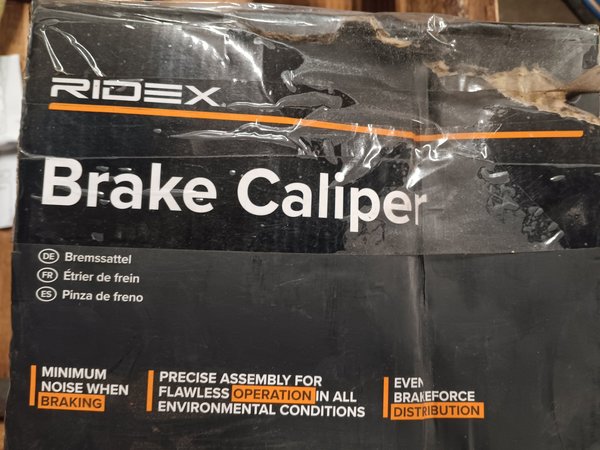 RIDEX
Brake Caliper
DE Bremssattel
FR Étrier de frein
ES Pinza de freno
MINIMUM
NOISE WHEN
BRAKING
PRECISE ASSEMBLY FOR
FLAWLESS OPERATION IN ALL
ENVIRONMENTAL CONDITIONS
EVEN
BRAKEFORCE
DISTRIBUTION